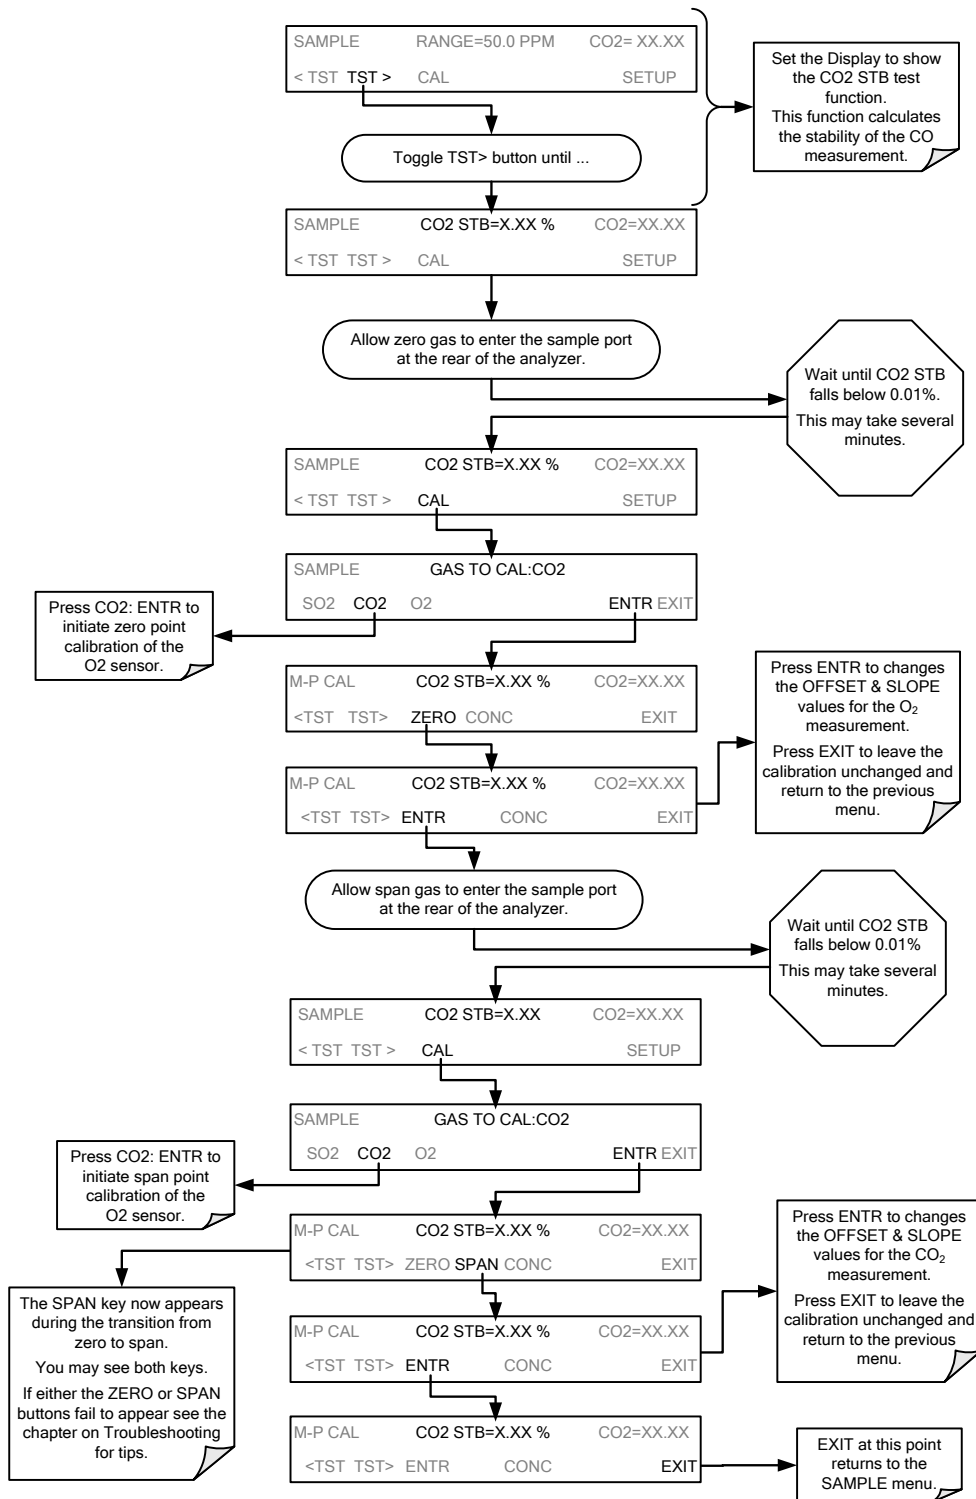 SAMPLE RANGE=50.0 PPM CO2= XX.XX
< TST TST > CAL SETUP
Set the Display to show
the CO2 STB test
function.
This function calculates
the stability of the CO
measurement.
Toggle TST> button until ...
SAMPLE CO2 STB=X.XX % CO2=XX.XX
< TST TST > CAL SETUP
Allow zero gas to enter the sample port
at the rear of the analyzer.
Wait until CO2 STB
falls below 0.01%.
This may take several
minutes.
SAMPLE CO2 STB=X.XX % CO2=XX.XX
< TST TST > CAL SETUP
SAMPLE GAS TO CAL:CO2
SO2 CO2 O2 ENTR EXIT
Press CO2: ENTR to
initiate zero point
calibration of the
O2 sensor.
M-P CAL CO2 STB=X.XX % CO2=XX.XX
<TST TST> ZERO CONC EXIT
Press ENTR to changes
the OFFSET & SLOPE
values for the O₂
measurement.
Press EXIT to leave the
calibration unchanged and
return to the previous
menu.
M-P CAL CO2 STB=X.XX % CO2=XX.XX
<TST TST> ENTR CONC EXIT
Allow span gas to enter the sample port
at the rear of the analyzer.
Wait until CO2 STB
falls below 0.01%
This may take several
minutes.
SAMPLE CO2 STB=X.XX CO2=XX.XX
< TST TST > CAL SETUP
SAMPLE GAS TO CAL:CO2
SO2 CO2 O2 ENTR EXIT
Press CO2: ENTR to
initiate span point
calibration of the
O2 sensor.
M-P CAL CO2 STB=X.XX % CO2=XX.XX
<TST TST> ZERO SPAN CONC EXIT
Press ENTR to changes
the OFFSET & SLOPE
values for the CO₂
measurement.
Press EXIT to leave the
calibration unchanged and
return to the previous
menu.
The SPAN key now appears
during the transition from
zero to span.
You may see both keys.
If either the ZERO or SPAN
buttons fail to appear see the
chapter on Troubleshooting
for tips.
M-P CAL CO2 STB=X.XX % CO2=XX.XX
<TST TST> ENTR CONC EXIT
M-P CAL CO2 STB=X.XX % CO2=XX.XX
<TST TST> ENTR CONC EXIT
EXIT at this point
returns to the
SAMPLE menu.